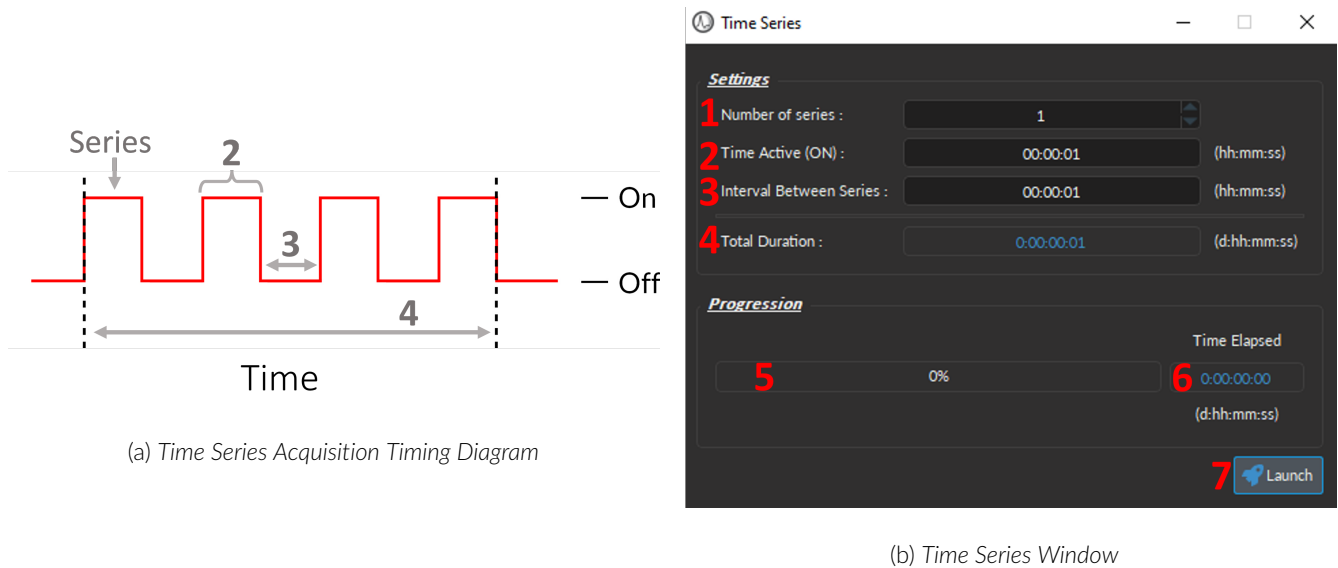 Series
2
On
3
Off
4
Time
(a) Time Series Acquisition Timing Diagram
Time Series
Settings
1 Number of series : 1
2 Time Active (ON) : 00:00:01 (hh:mm:ss)
3 Interval Between Series : 00:00:01 (hh:mm:ss)
4 Total Duration : 0:00:00:01 (d:hh:mm:ss)
Progression
Time Elapsed
5 0% 6 0:00:00:00
(d:hh:mm:ss)
7 Launch
(b) Time Series Window